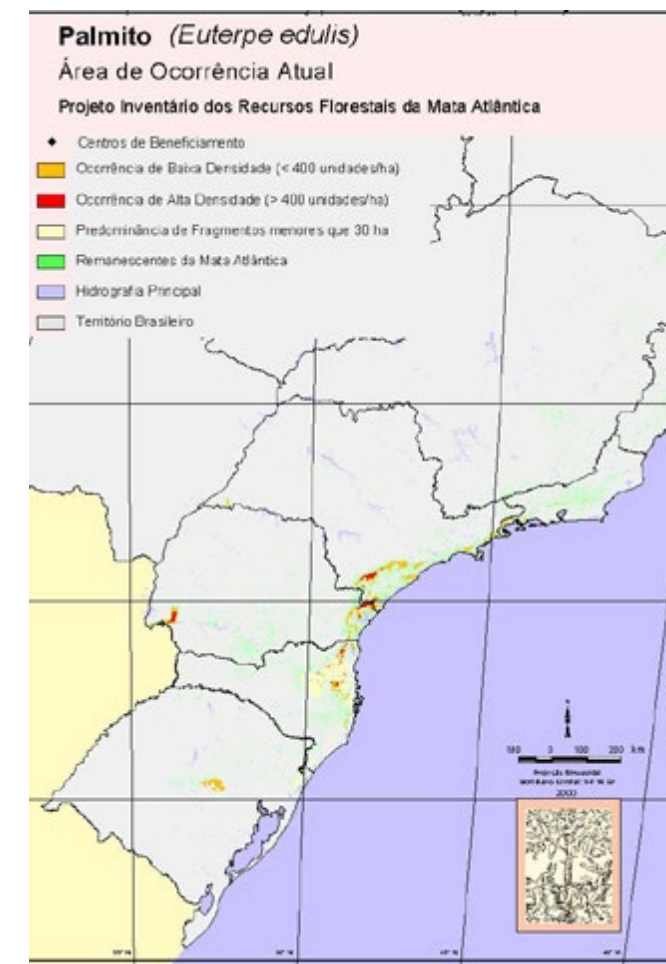 Palmito (Euterpe edulis)
Área de Ocorrência Atual
Projeto Inventário dos Recursos Florestais da Mata Atlântica
Centros de Beneficiamento
Ocorrência de Baixa Densidade (< 400 unidades/ha)
Ocorrência de Alta Densidade (> 400 unidades/ha)
Predominância de Fragmentos menores que 30 ha
Remanescentes da Mata Atlântica
Hidrografia Principal
Território Brasileiro
0 100 200 km
2000